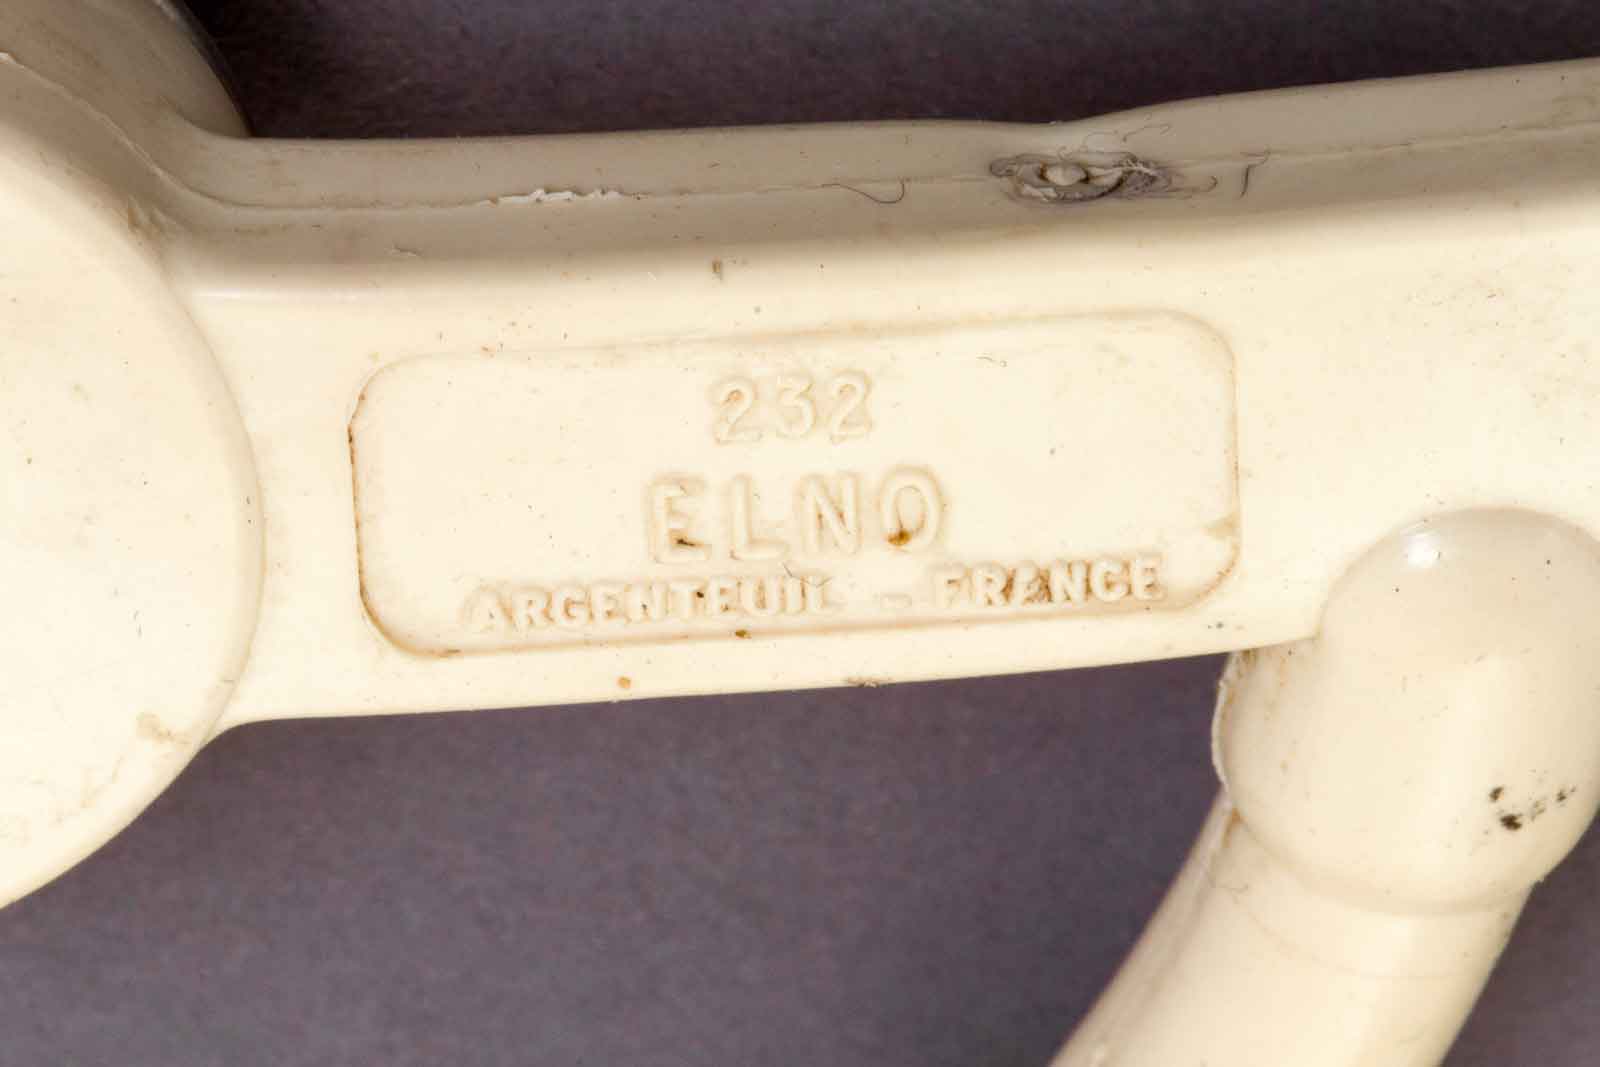 232
ELNO
ARGENTEUIL - FRANCE